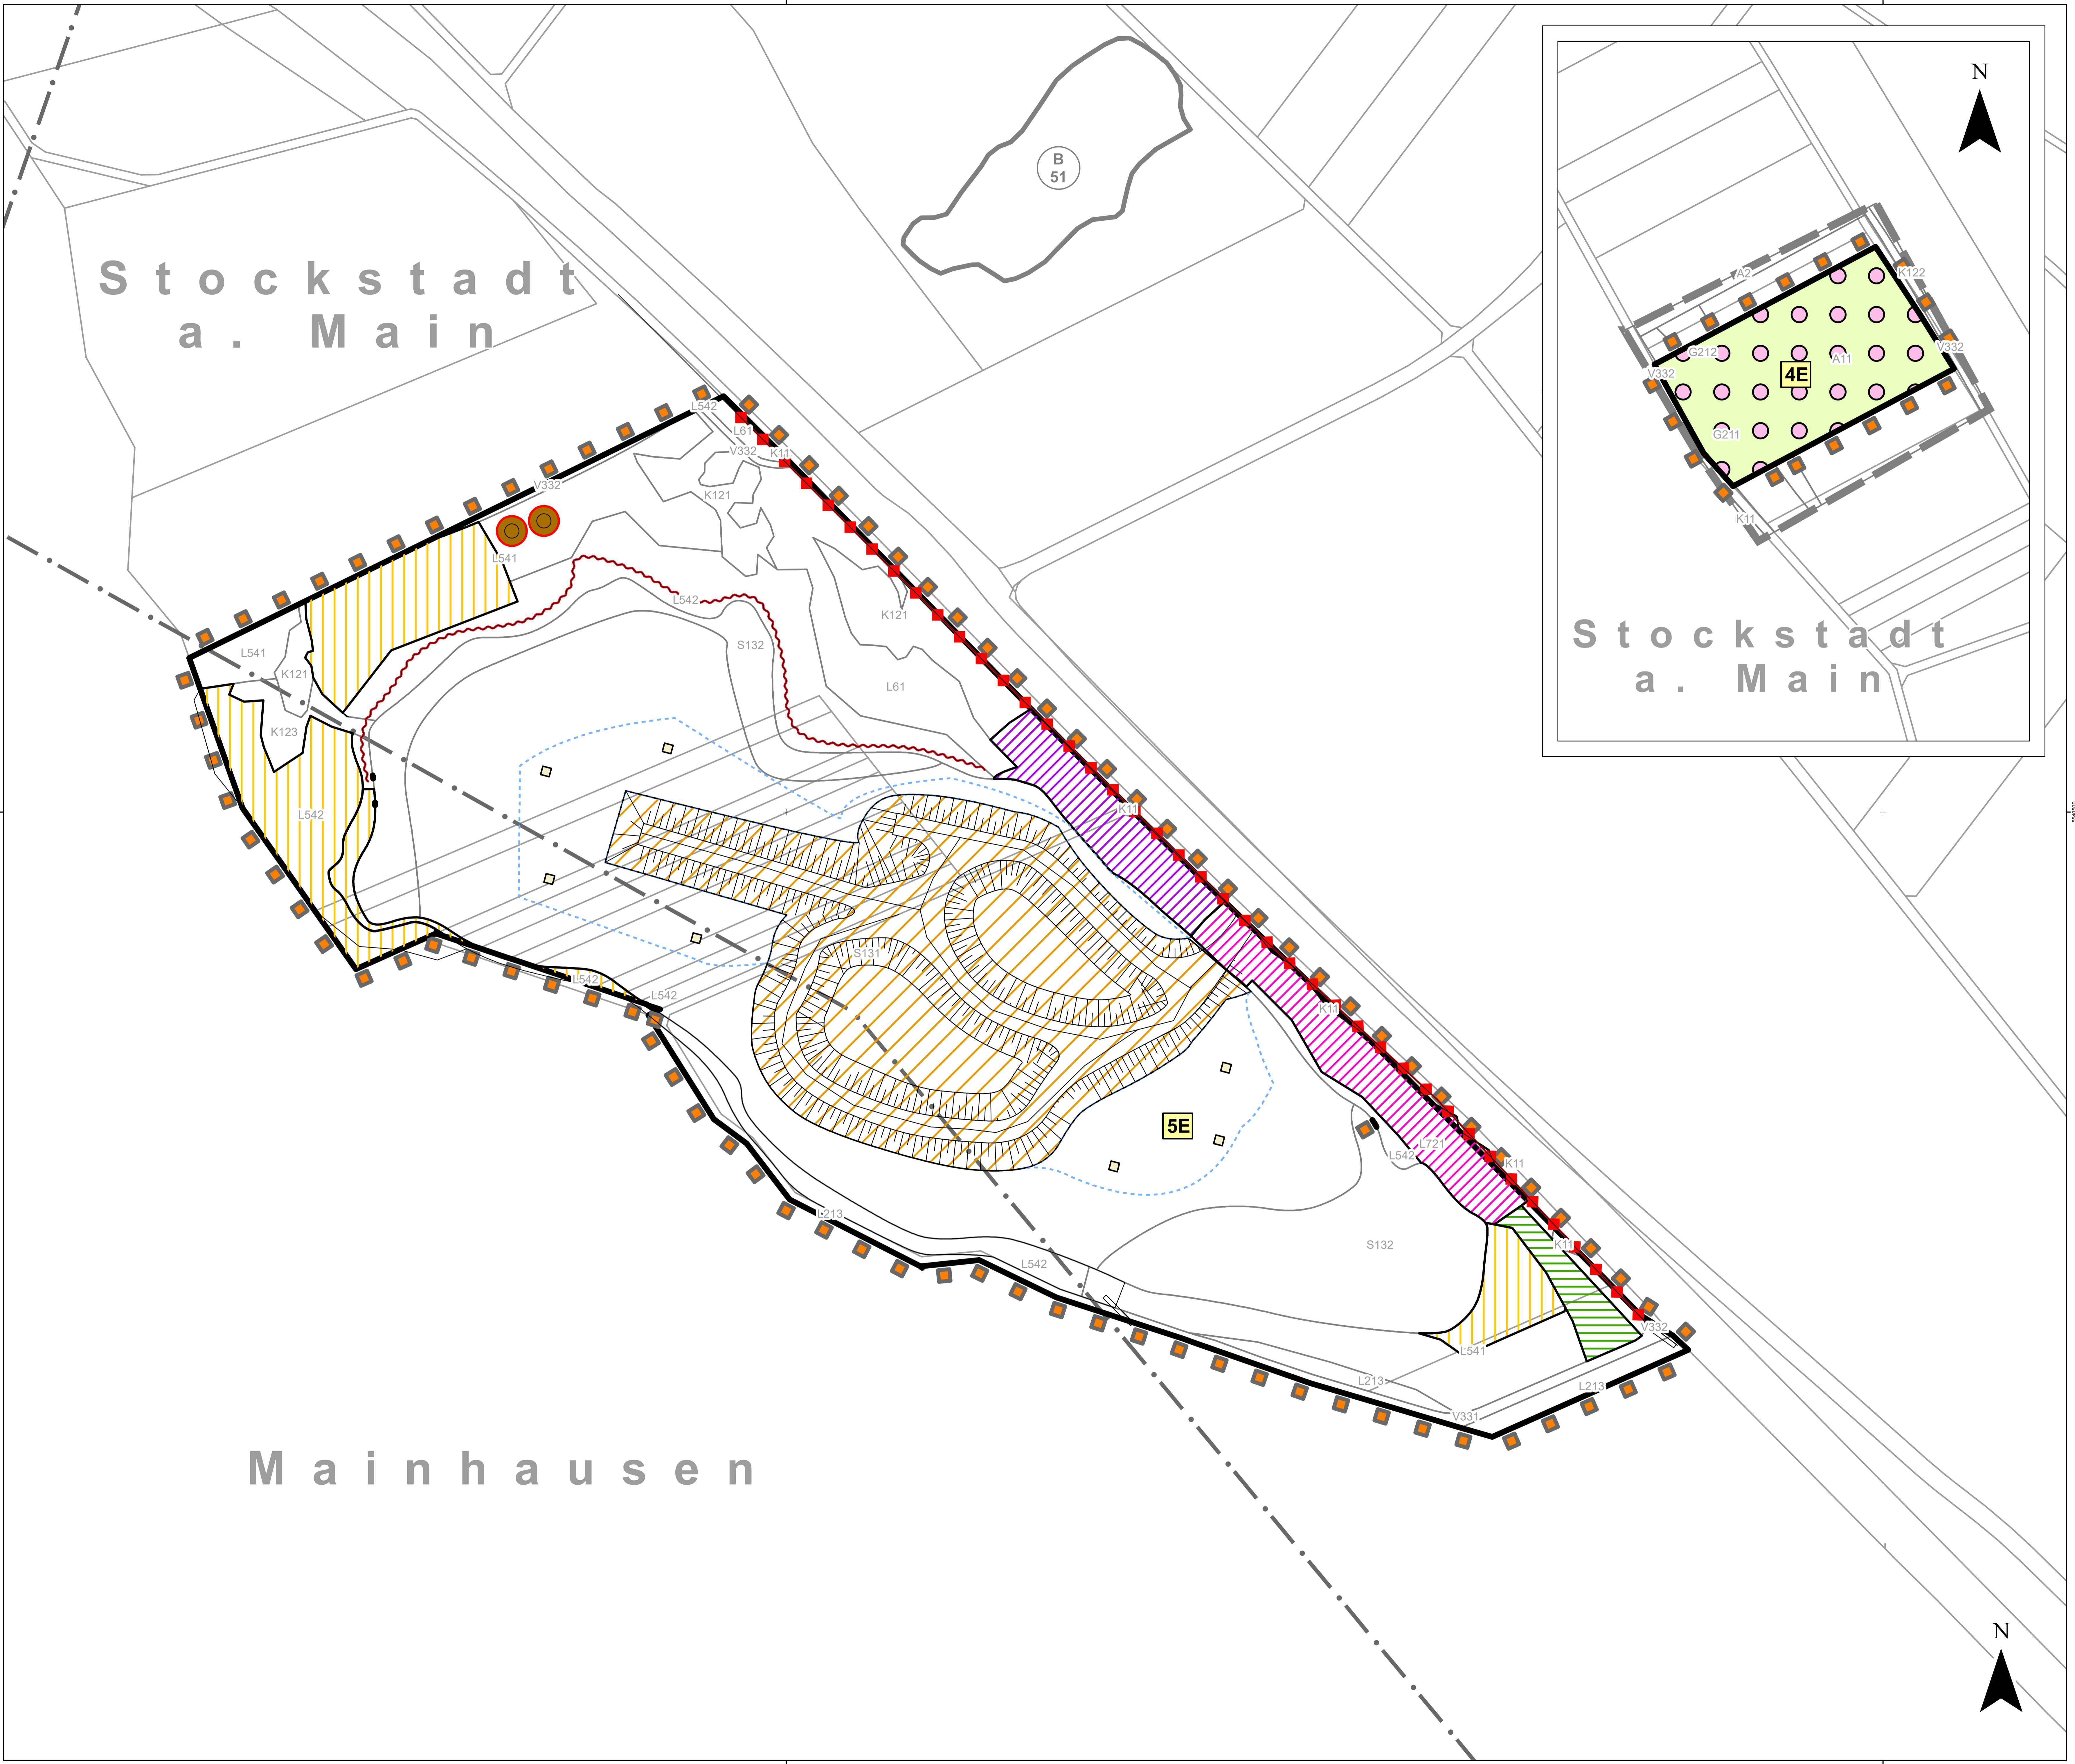 N
B
51
Stockstadt
a. Main
A2
K122
G212
A11
V332
V332
4E
G211
K11
Stockstadt
a. Main
L542
L61
V332
K11
V332
K121
L541
L542
K121
S132
L541
K121
L61
K123
L542
K11
S131
L542
L542
K11
5E
L721
L542
K11
L213
S132
K11
L542
V332
L541
L213
L213
V331
Mainhausen
N